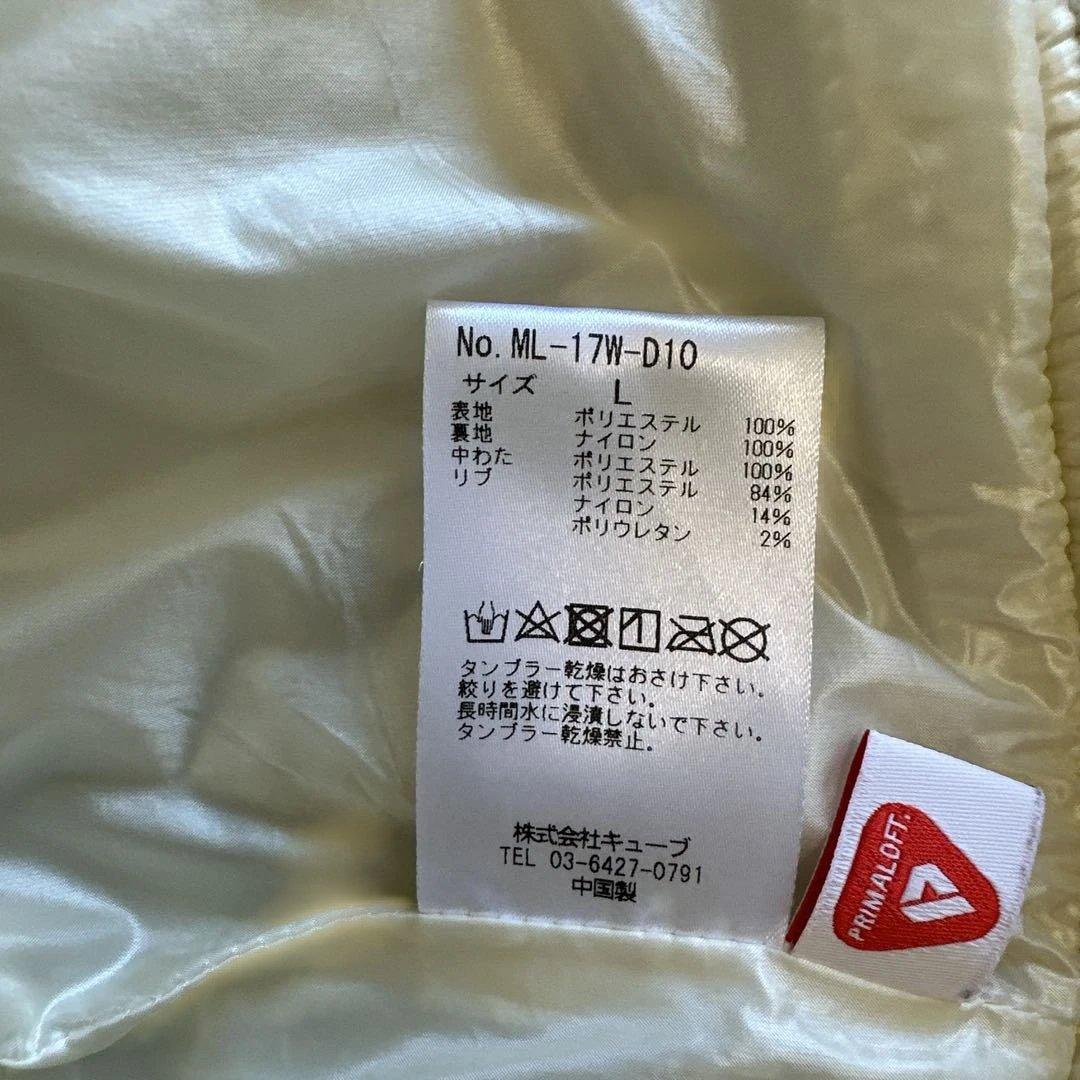 No. ML-17W-D10
サイズ L
表地 ポリエステル 100%
裏地 ナイロン 100%
中わた ポリエステル 100%
リブ ポリエステル 84%
ナイロン 14%
ポリウレタン 2%
タンブラー乾燥はおさけ下さい。
絞りを避けて下さい。
長時間水に浸漬しないで下さい。
タンブラー乾燥禁止。
株式会社キューブ
TEL 03-6427-0791
中国製
PRIMALOFT.